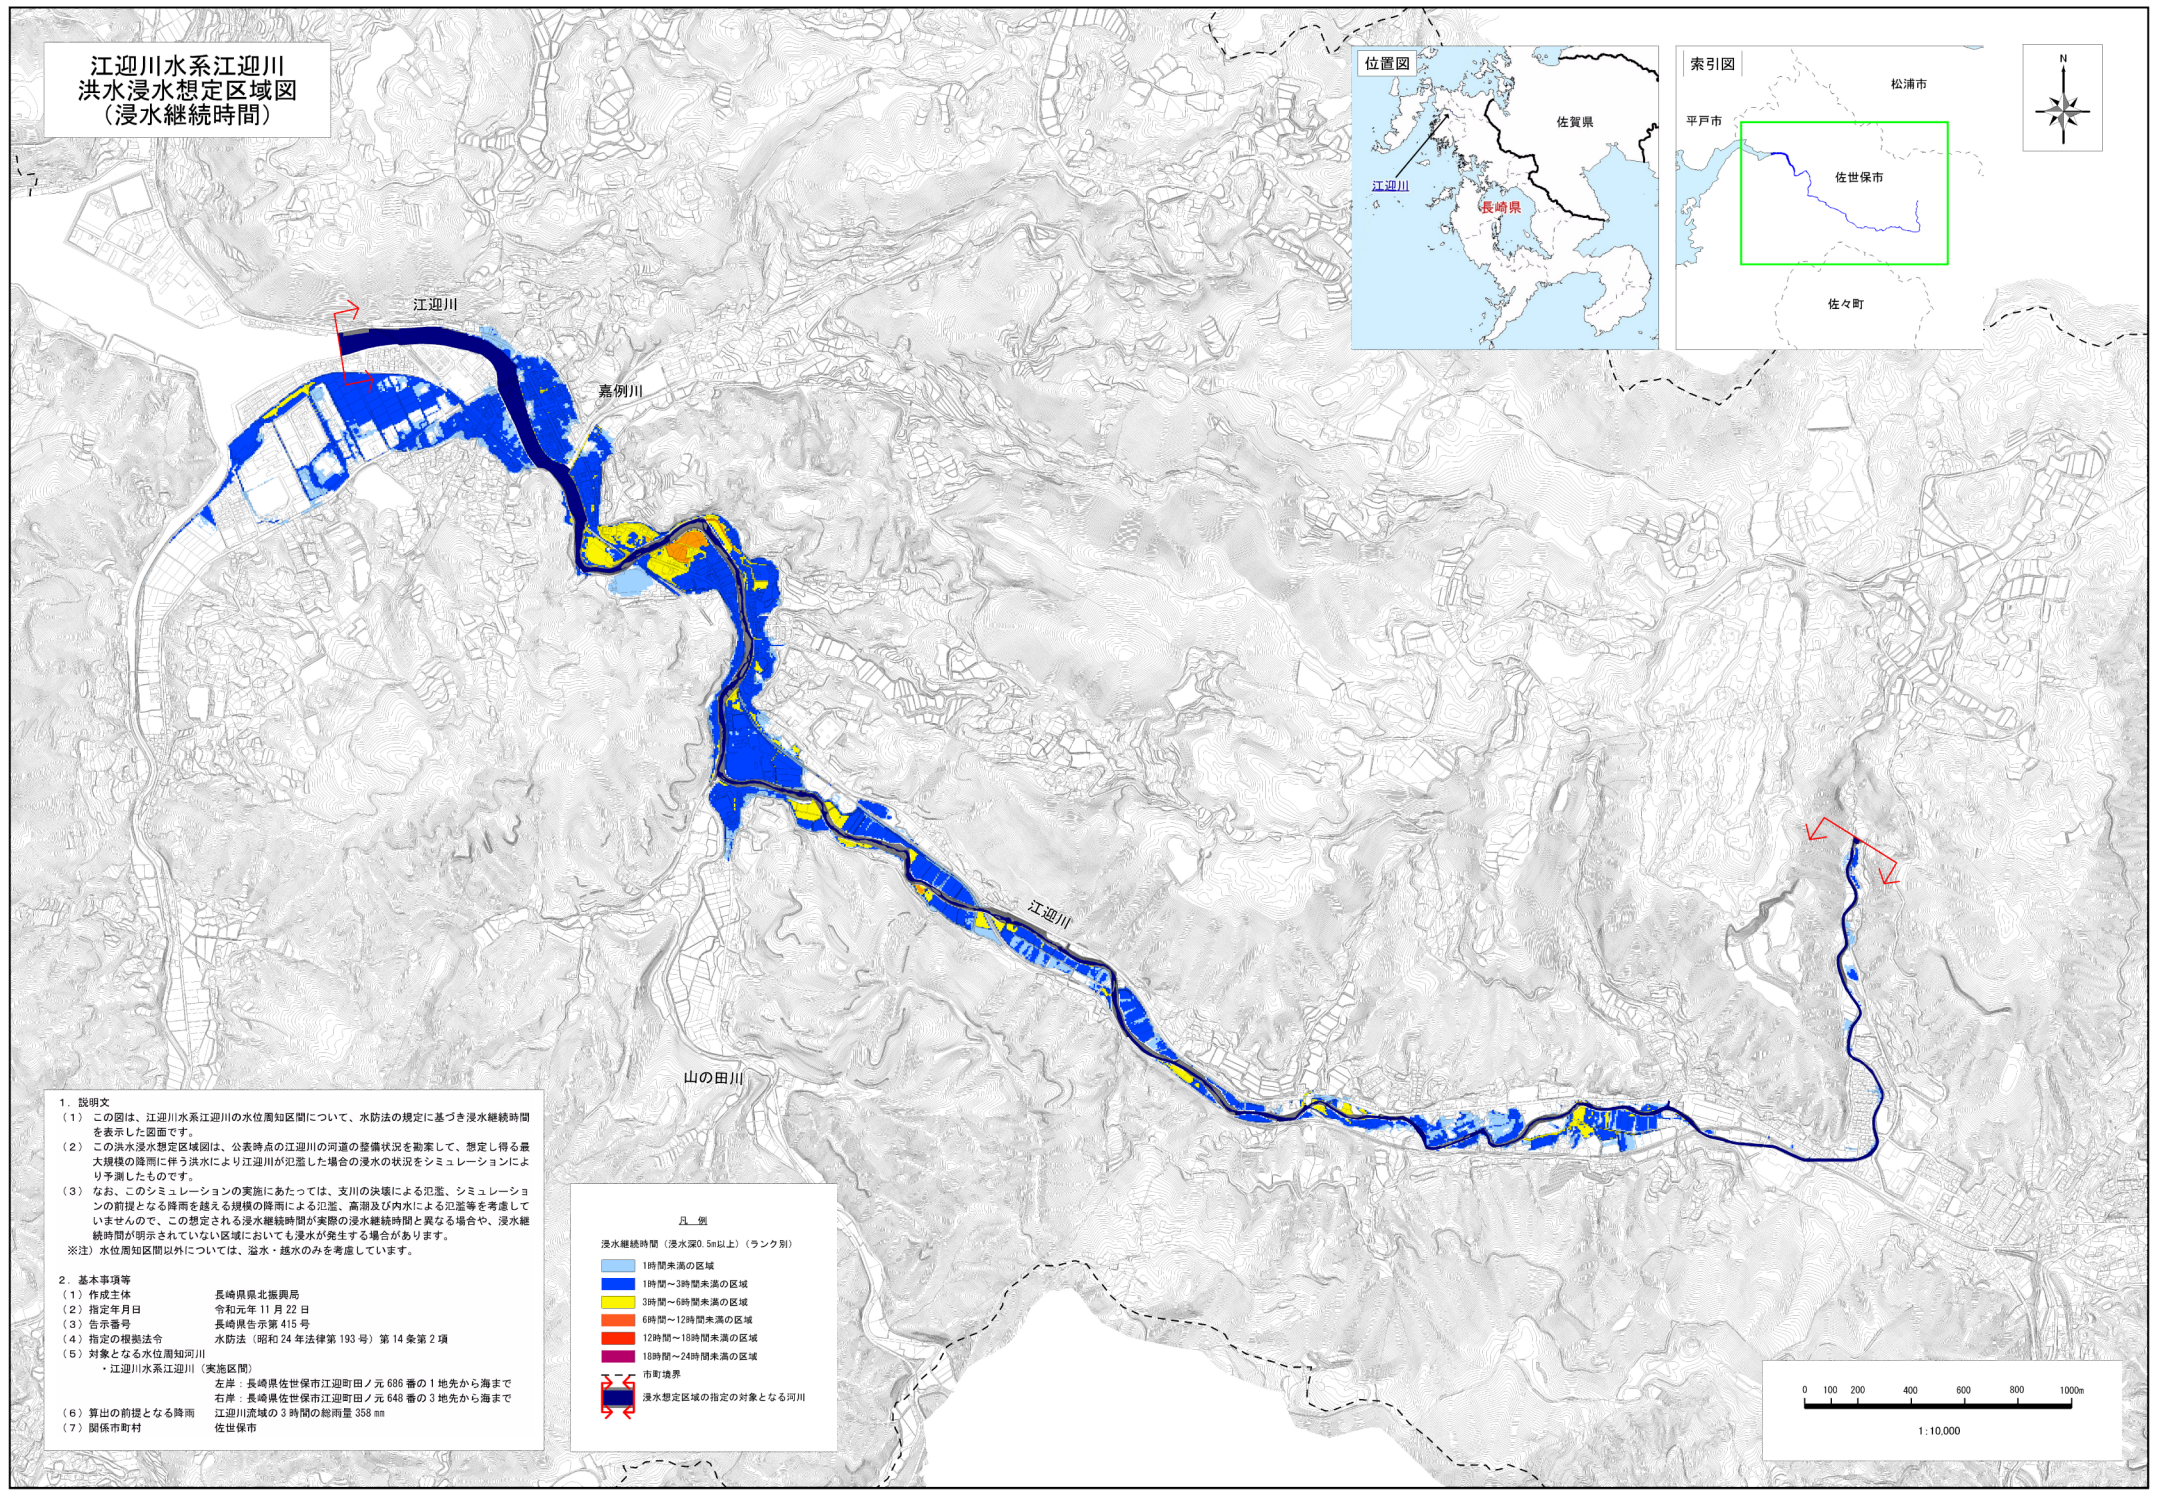 江迎川水系江迎川
洪水浸水想定区域図
（浸水継続時間）
位置図
佐賀県
江迎川
長崎県
索引図
松浦市
平戸市
佐世保市
佐々町
N
江迎川
嘉例川
江迎川
山の田川
1．説明文
（1） この図は、江迎川水系江迎川の水位周知区間について、水防法の規定に基づき浸水継続時間
を表示した図面です。
（2） この洪水浸水想定区域図は、公表時点の江迎川の河道の整備状況を勘案して、想定し得る最
大規模の降雨に伴う洪水により江迎川が氾濫した場合の浸水の状況をシミュレーションによ
り予測したものです。
（3） なお、このシミュレーションの実施にあたっては、支川の決壊による氾濫、シミュレーショ
ンの前提となる降雨を越える規模の降雨による氾濫、高潮及び内水による氾濫等を考慮して
いませんので、この想定される浸水継続時間が実際の浸水継続時間と異なる場合や、浸水継
続時間が明示されていない区域においても浸水が発生する場合があります。
※注）水位周知区間以外については、溢水・越水のみを考慮しています。
2．基本事項等
（1）作成主体 長崎県県北振興局
（2）指定年月日 令和元年 11 月 22 日
（3）告示番号 長崎県告示第 415 号
（4）指定の根拠法令 水防法（昭和 24 年法律第 193 号）第 14 条第 2 項
（5）対象となる水位周知河川
・江迎川水系江迎川（実施区間）
左岸：長崎県佐世保市江迎町田ノ元 686 番の 1 地先から海まで
右岸：長崎県佐世保市江迎町田ノ元 648 番の 3 地先から海まで
（6）算出の前提となる降雨 江迎川流域の 3 時間の総雨量 358 mm
（7）関係市町村 佐世保市
凡 例
浸水継続時間（浸水深0.5m以上）（ランク別）
1時間未満の区域
1時間～3時間未満の区域
3時間～6時間未満の区域
6時間～12時間未満の区域
12時間～18時間未満の区域
18時間～24時間未満の区域
市町境界
浸水想定区域の指定の対象となる河川
0 100 200 400 600 800 1000m
1:10,000